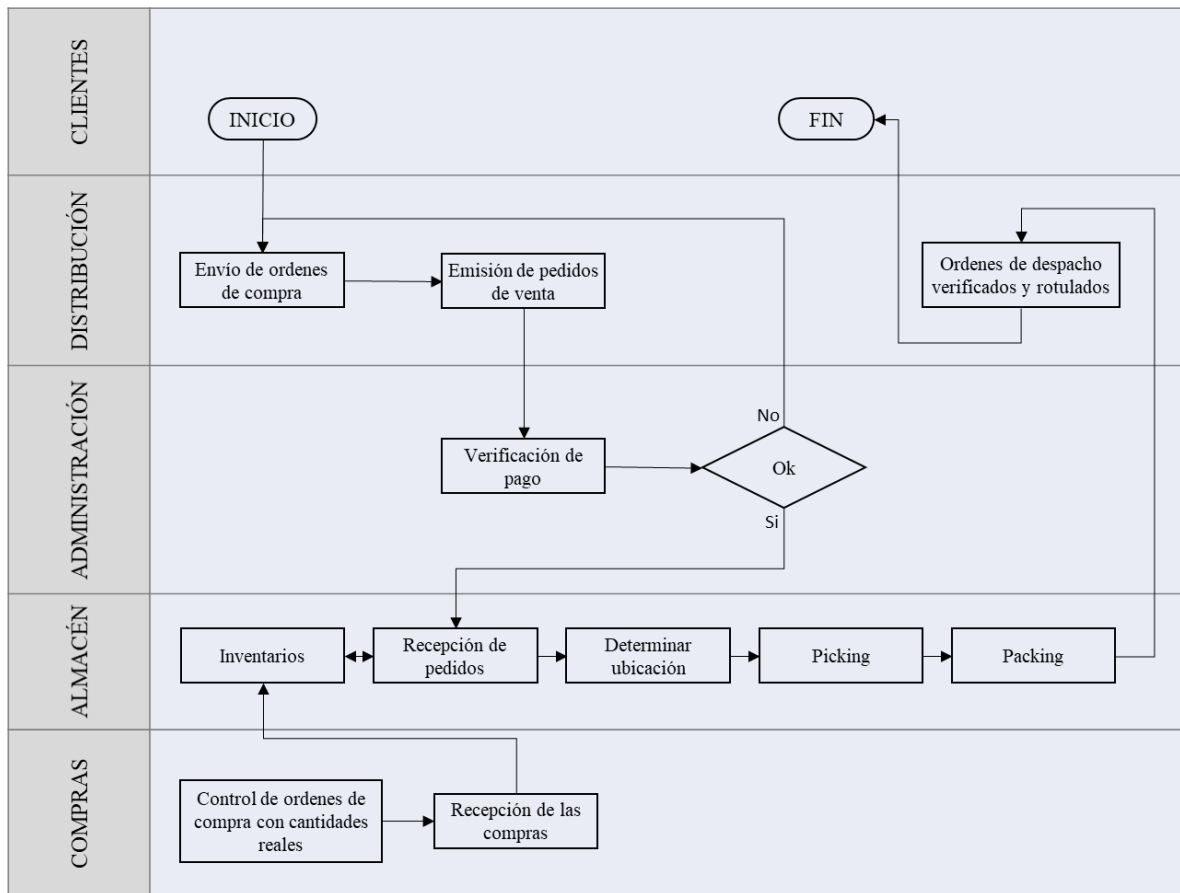 CLIENTES
INICIO
FIN
DISTRIBUCIÓN
Envío de ordenes
de compra
Emisión de pedidos
de venta
Ordenes de despacho
verificados y rotulados
ADMINISTRACIÓN
Verificación de
pago
No
Ok
Si
ALMACÉN
Inventarios
Recepción de
pedidos
Determinar
ubicación
Picking
Packing
COMPRAS
Control de ordenes de
compra con cantidades
reales
Recepción de las
compras